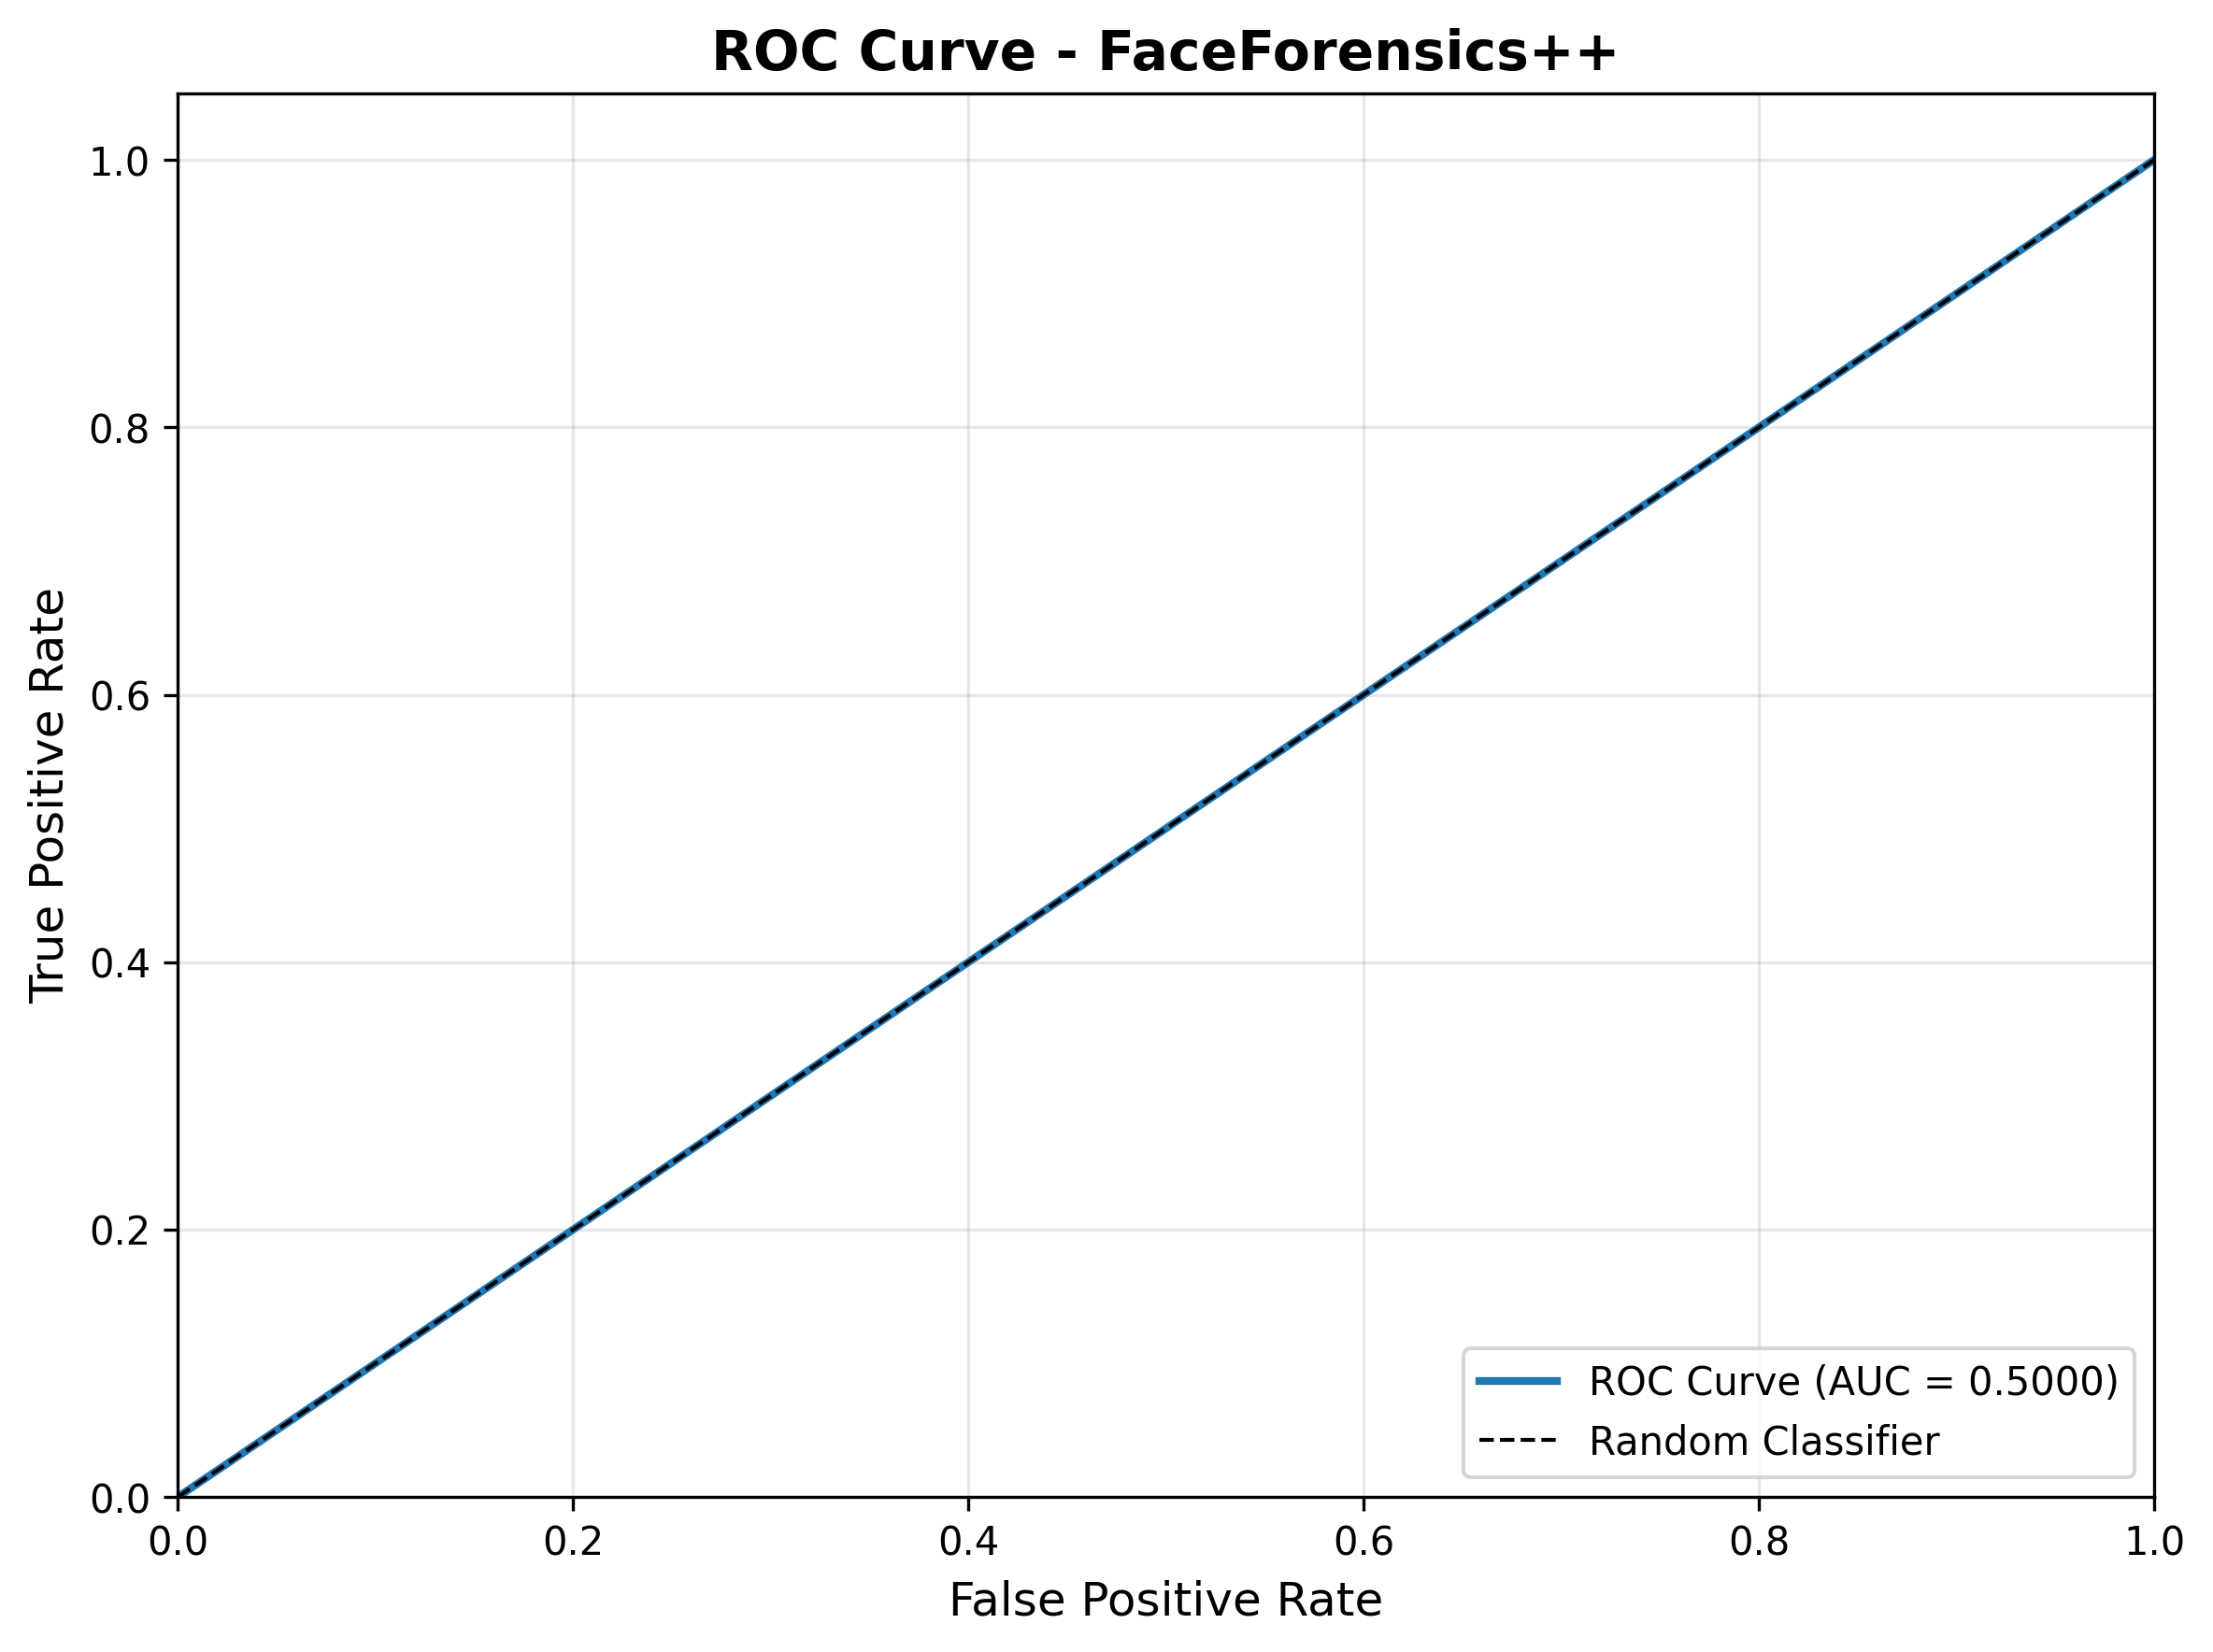 ROC Curve - FaceForensics++
True Positive Rate
1.0
0.8
0.6
0.4
0.2
0.0
0.0 0.2 0.4 0.6 0.8 1.0
False Positive Rate
ROC Curve (AUC = 0.5000)
Random Classifier